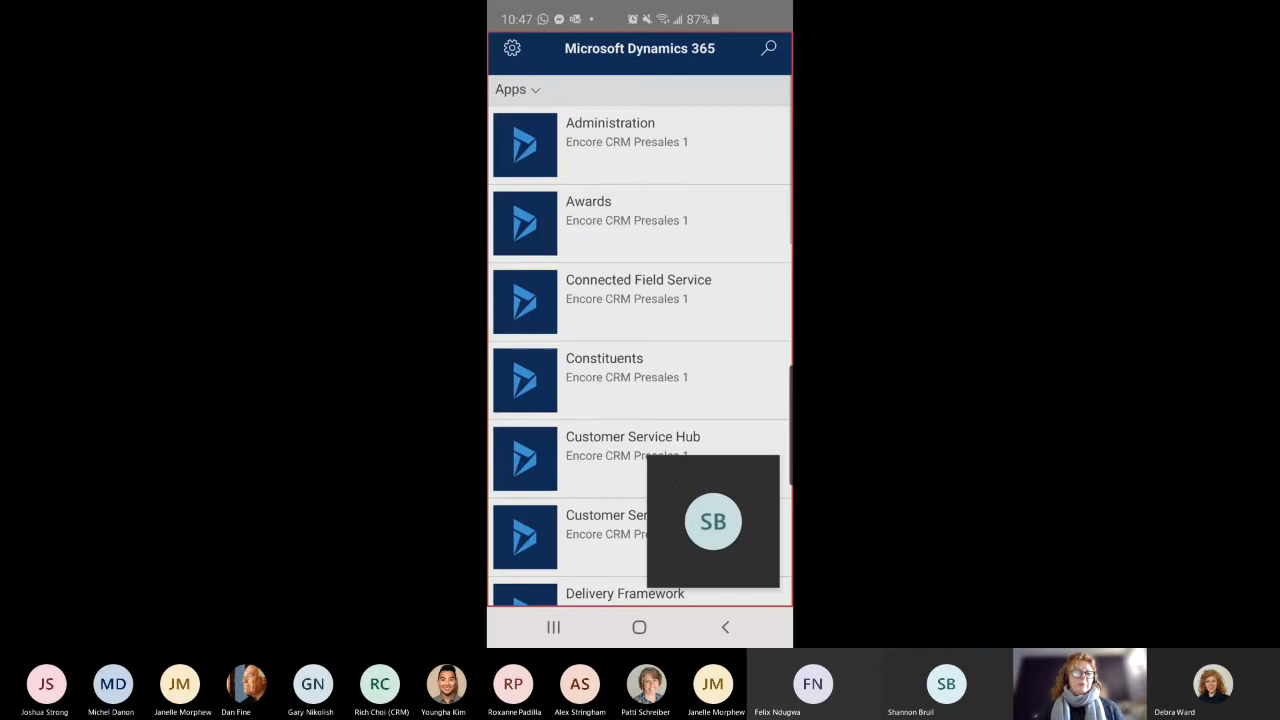 10:47
87%
Microsoft Dynamics 365
Apps
Administration
Encore CRM Presales 1
Awards
Encore CRM Presales 1
Connected Field Service
Encore CRM Presales 1
Constituents
Encore CRM Presales 1
Customer Service Hub
Encore CRM Presales 1
Customer Ser
Encore CRM Pr
SB
Delivery Framework
JS
MD
JM
GN
RC
RP
AS
JM
FN
SB
Joshua Strong
Michel Danon
Janelle Morphew
Dan Fine
Gary Nikolish
Rich Choi (CRM)
Youngha Kim
Roxanne Padilla
Alex Stringham
Patti Schreiber
Janelle Morphew
Felix Ndugwa
Shannon Bruil
Debra Ward